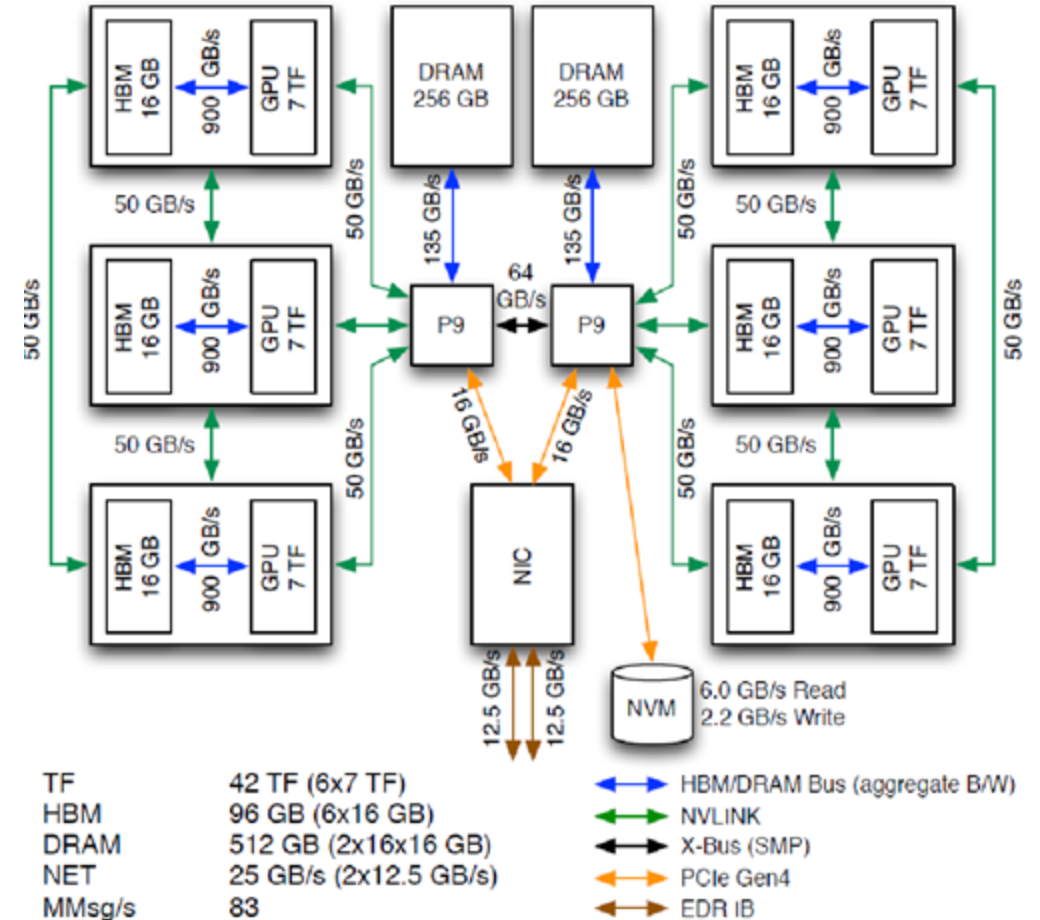 HBM
16 GB
900 GB/s
GPU
7 TF
DRAM
256 GB
DRAM
256 GB
HBM
16 GB
900 GB/s
GPU
7 TF
50 GB/s
50 GB/s
135 GB/s
135 GB/s
50 GB/s
50 GB/s
50 GB/s
HBM
16 GB
900 GB/s
GPU
7 TF
P9
64
GB/s
P9
HBM
16 GB
900 GB/s
GPU
7 TF
50 GB/s
50 GB/s
50 GB/s
16 GB/s
16 GB/s
50 GB/s
50 GB/s
HBM
16 GB
900 GB/s
GPU
7 TF
NIC
HBM
16 GB
900 GB/s
GPU
7 TF
12.5 GB/s
12.5 GB/s
NVM
6.0 GB/s Read
2.2 GB/s Write
TF 42 TF (6x7 TF)
HBM 96 GB (6x16 GB)
DRAM 512 GB (2x16x16 GB)
NET 25 GB/s (2x12.5 GB/s)
MMsg/s 83
HBM/DRAM Bus (aggregate B/W)
NVLINK
X-Bus (SMP)
PCIe Gen4
EDR IB